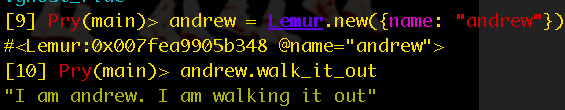 [9] Pry(main)> andrew = Lemur.new({name: "andrew"})
#<Lemur:0x007fea9905b348 @name="andrew">
[10] Pry(main)> andrew.walk_it_out
"I am andrew. I am walking it out"